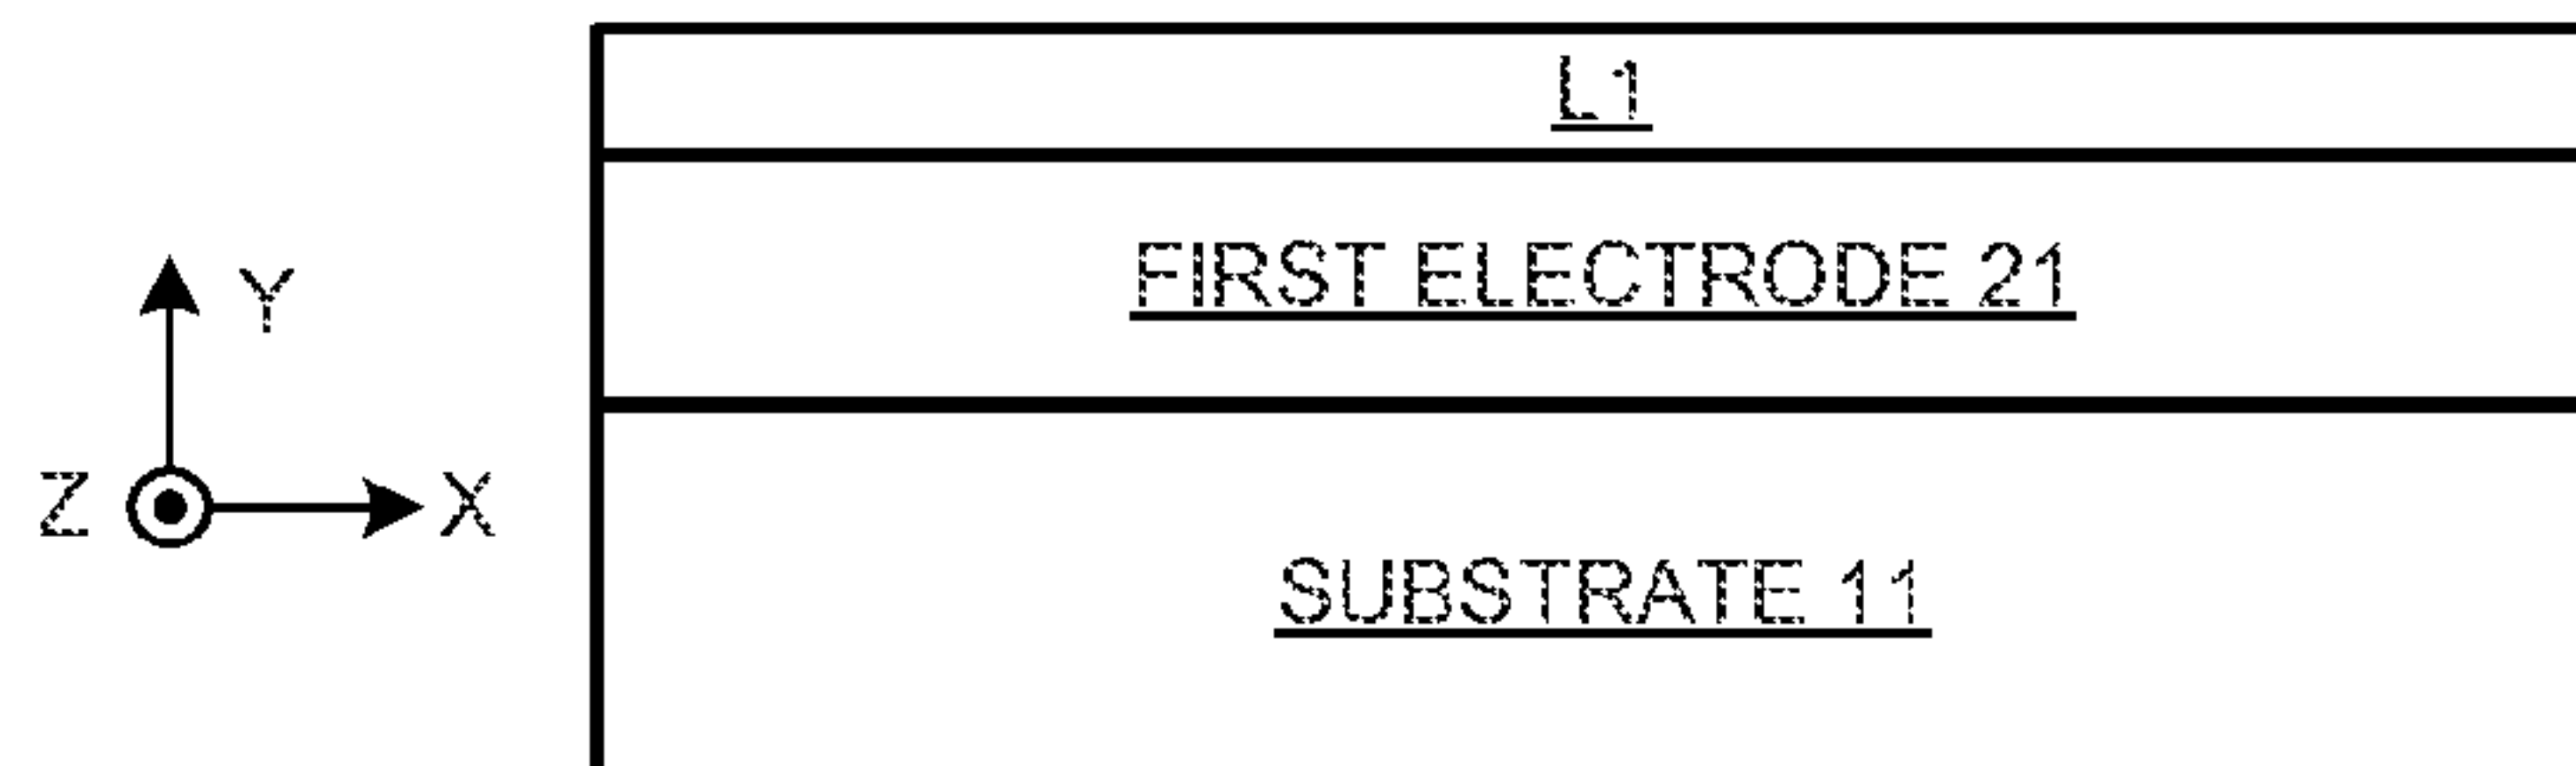 L1
FIRST ELECTRODE 21
Y
Z
X
SUBSTRATE 11